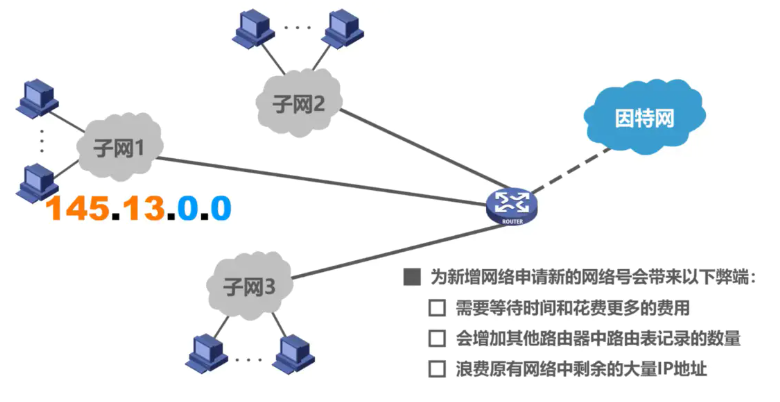 子网2
因特网
子网1
145.13.0.0
ROUTER
子网3
为新增网络申请新的网络号会带来以下弊端：
需要等待时间和花费更多的费用
会增加其他路由器中路由表记录的数量
浪费原有网络中剩余的大量IP地址